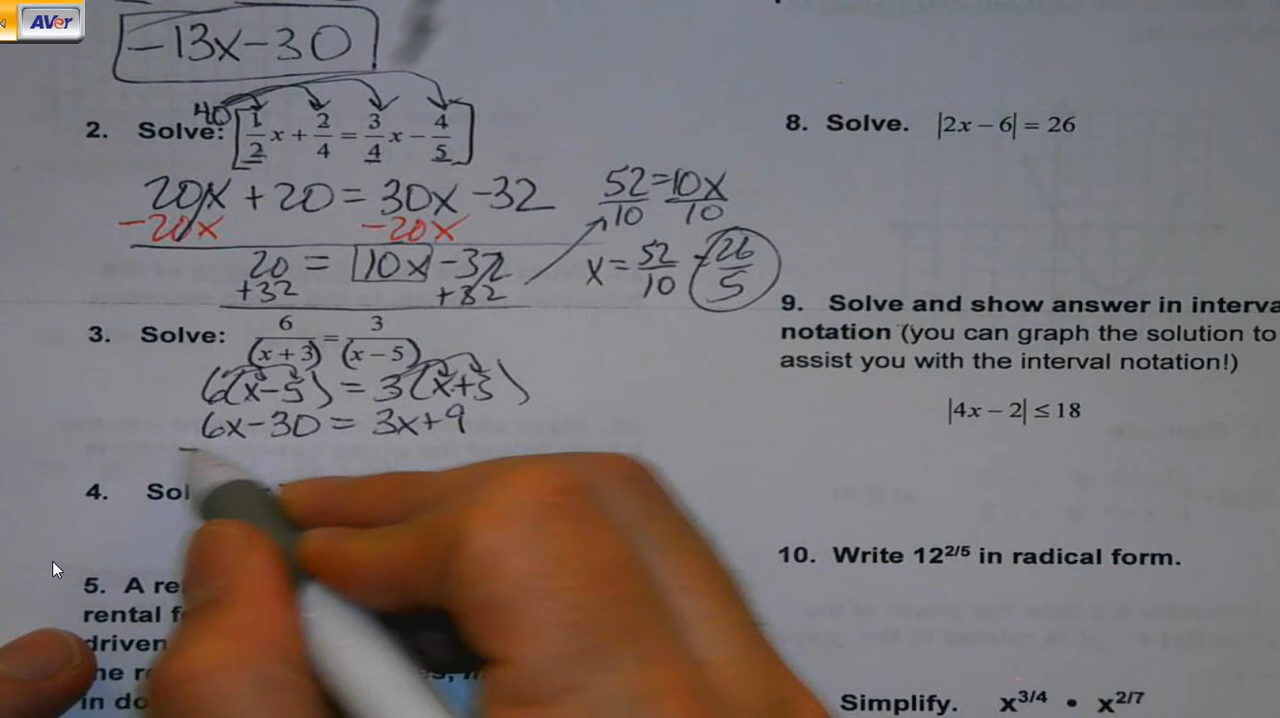 AVer
-13x-30
40
2. Solve: [1/2 x + 2/4 = 3/4 x - 4/5]
20x + 20 = 30x - 32
-20x -20x
20 = 10x - 32
+32 +32
52 = 10x
10 10
x = 52/10 = 26/5
3. Solve: 6/(x + 3) = 3/(x - 5)
6(x-5) = 3(x+3)
6x-30 = 3x+9
4. Sol
5. A re
rental f
driven
he r
in do
8. Solve. |2x - 6| = 26
9. Solve and show answer in interva
notation (you can graph the solution to
assist you with the interval notation!)
|4x - 2| ≤ 18
10. Write 12^2/5 in radical form.
Simplify. x^3/4 • x^2/7